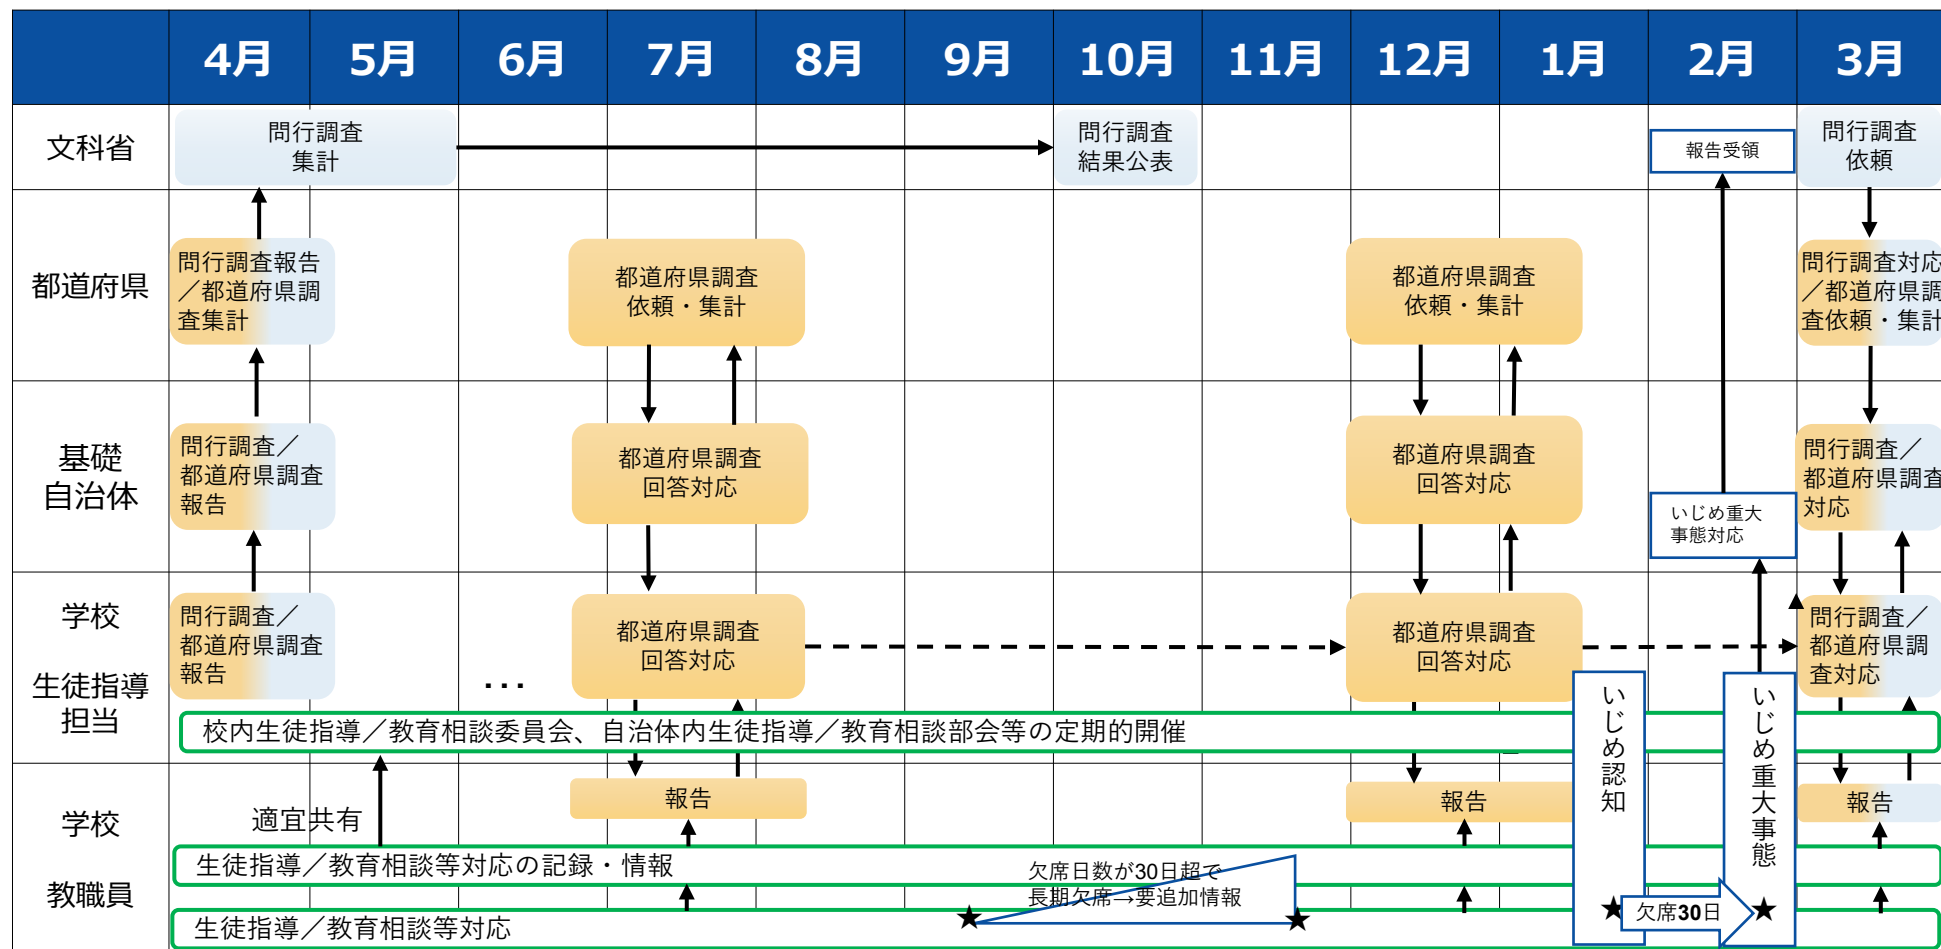 4月 5月 6月 7月 8月 9月 10月 11月 12月 1月 2月 3月
文科省
問行調査
集計
問行調査
結果公表
報告受領
問行調査
依頼
都道府県
問行調査報告
／都道府県調
査集計
都道府県調査
依頼・集計
都道府県調査
依頼・集計
問行調査対応
／都道府県調
査依頼・集計
基礎
自治体
問行調査／
都道府県調査
報告
都道府県調査
回答対応
都道府県調査
回答対応
いじめ重大
事態対応
問行調査／
都道府県調査
対応
学校
生徒指導
担当
問行調査／
都道府県調査
報告
…
都道府県調査
回答対応
都道府県調査
回答対応
問行調査／
都道府県調
査対応
校内生徒指導／教育相談委員会、自治体内生徒指導／教育相談部会等の定期的開催
いじめ認知
いじめ重大事態
学校
教職員
適宜共有
報告
報告
報告
生徒指導／教育相談等対応の記録・情報
欠席日数が30日超で
長期欠席→要追加情報
生徒指導／教育相談等対応
★
★
★
欠席30日
★